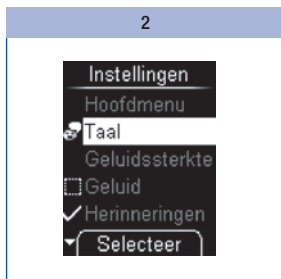 2
Instellingen
Hoofdmenu
Taal
Geluidssterkte
Geluid
Herinneringen
Selecteer